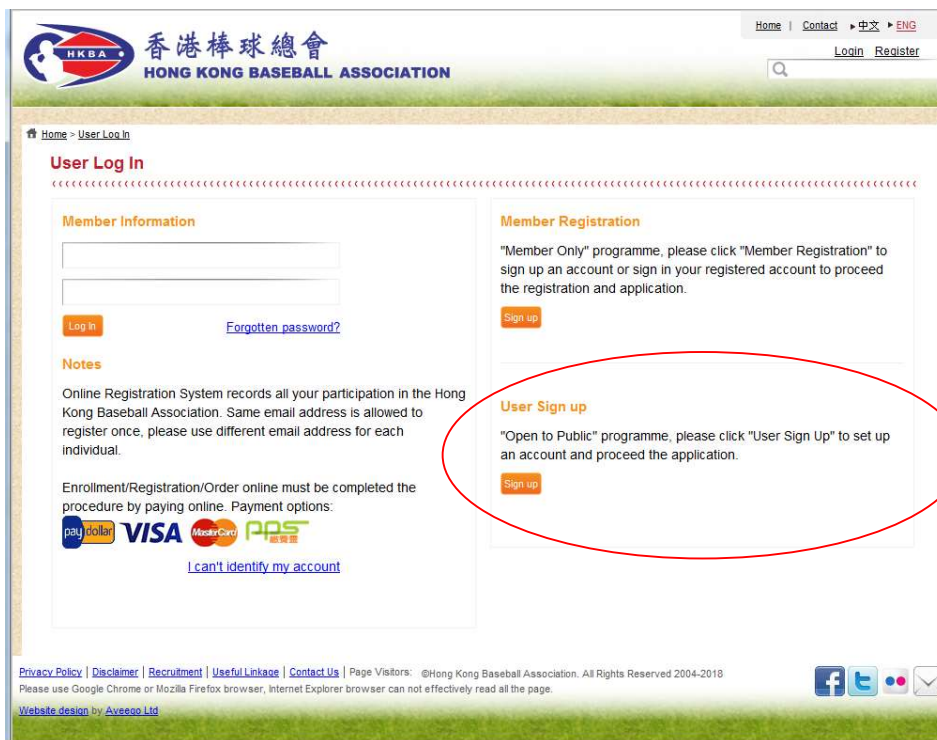 Home | Contact ▸中文 ▸ENG
Login Register
HKBA
香港棒球總會
HONG KONG BASEBALL ASSOCIATION
Home > User Log In
User Log In
Member Information
Log In
Forgotten password?
Notes
Online Registration System records all your participation in the Hong
Kong Baseball Association. Same email address is allowed to
register once, please use different email address for each
individual.
Enrollment/Registration/Order online must be completed the
procedure by paying online. Payment options:
paydollar VISA MasterCard PPS
繳費靈
I can't identify my account
Member Registration
"Member Only" programme, please click "Member Registration" to
sign up an account or sign in your registered account to proceed
the registration and application.
Sign up
User Sign up
"Open to Public" programme, please click "User Sign Up" to set up
an account and proceed the application.
Sign up
Privacy Policy | Disclaimer | Recruitment | Useful Linkage | Contact Us | Page Visitors: ©Hong Kong Baseball Association. All Rights Reserved 2004-2018
Please use Google Chrome or Mozilla Firefox browser, Internet Explorer browser can not effectively read all the page.
Website design by Aveego Ltd